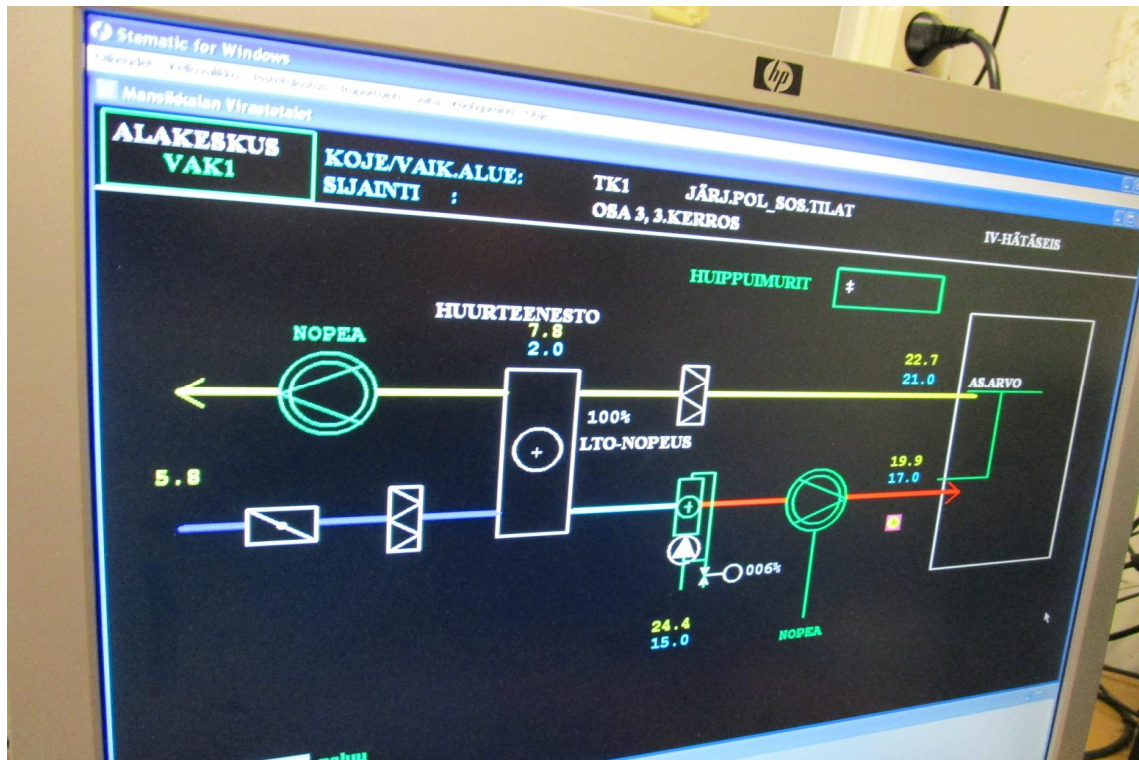 Stematic for Windows
hp
Mansikkalan Virastotalot
ALAKESKUS
VAK1
KOJE/VAIK.ALUE:
SIJAINTI :
TK1 JÄRJ.POL_SOS.TILAT
OSA 3, 3.KERROS
IV-HÄTÄSEIS
HUIPPUIMURIT
HUURTEENESTO
7.8
2.0
NOPEA
22.7
21.0
AS.ARVO
100%
LTO-NOPEUS
5.8
19.9
17.0
006%
24.4
15.0
NOPEA